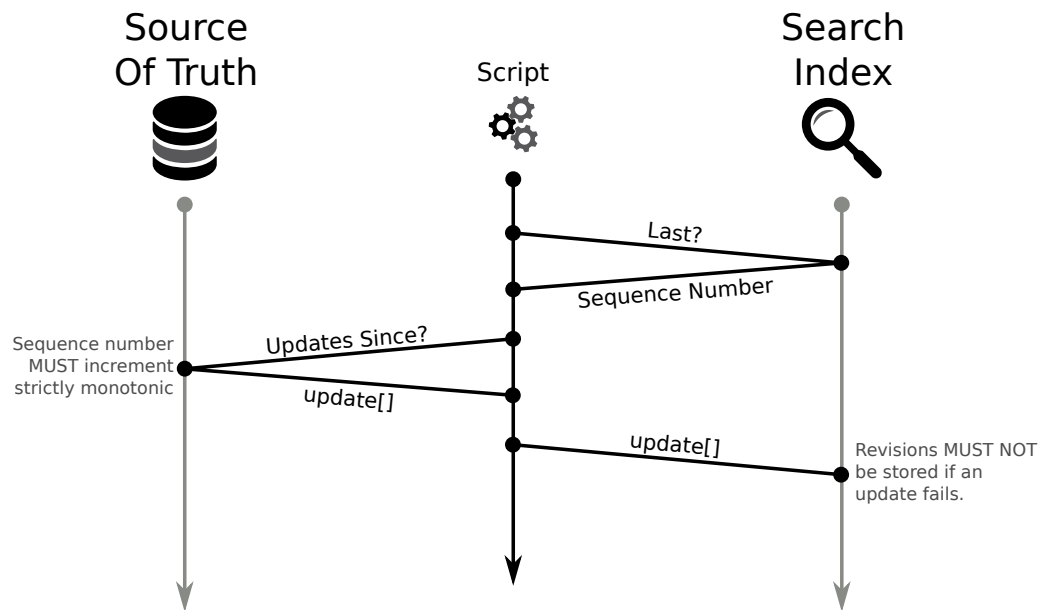 Source
Of Truth
Script
Search
Index
Last?
Sequence Number
Updates Since?
Sequence number
MUST increment
strictly monotonic
update[]
update[]
Revisions MUST NOT
be stored if an
update fails.